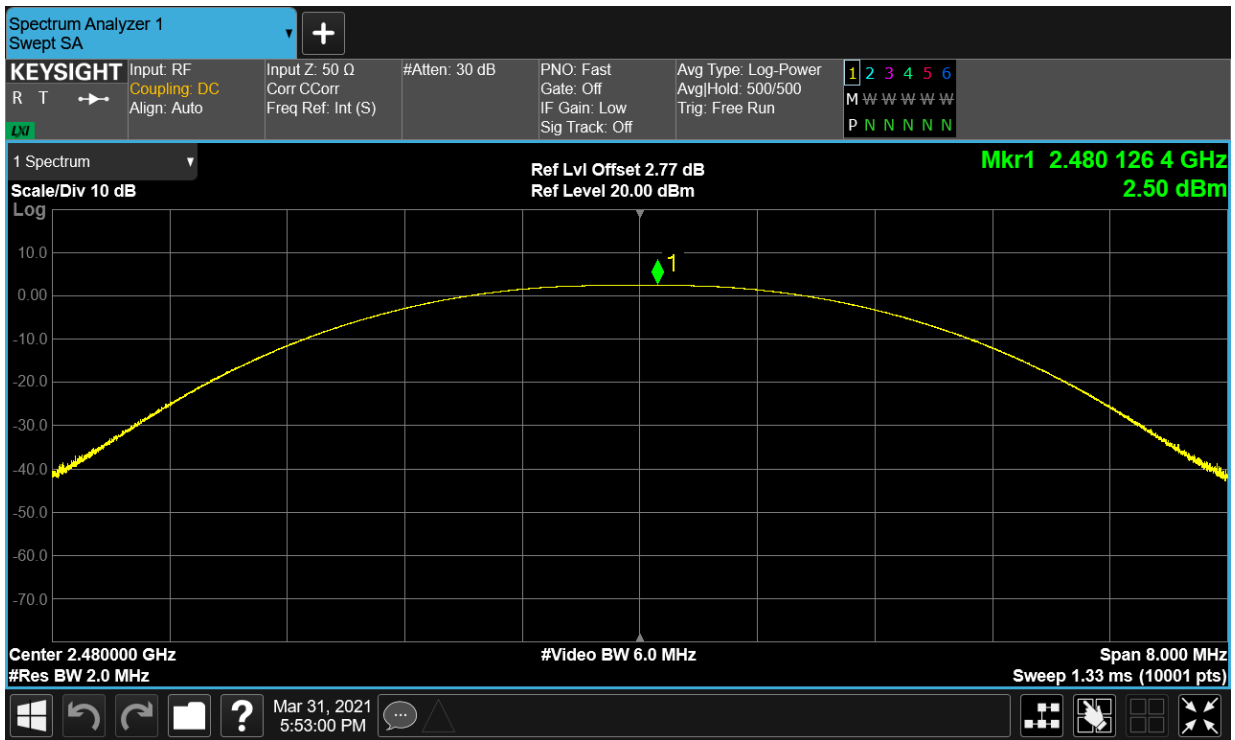 Spectrum Analyzer 1
Swept SA
KEYSIGHT
R T
LXI
Input: RF
Coupling: DC
Align: Auto
Input Z: 50 Ω
Corr CCorr
Freq Ref: Int (S)
#Atten: 30 dB
PNO: Fast
Gate: Off
IF Gain: Low
Sig Track: Off
Avg Type: Log-Power
Avg|Hold: 500/500
Trig: Free Run
1 2 3 4 5 6
M W W W W W
P N N N N N
1 Spectrum
Scale/Div 10 dB
Log
Ref Lvl Offset 2.77 dB
Ref Level 20.00 dBm
Mkr1 2.480 126 4 GHz
2.50 dBm
1
10.0
0.00
-10.0
-20.0
-30.0
-40.0
-50.0
-60.0
-70.0
Center 2.480000 GHz
#Res BW 2.0 MHz
#Video BW 6.0 MHz
Span 8.000 MHz
Sweep 1.33 ms (10001 pts)
?
Mar 31, 2021
5:53:00 PM